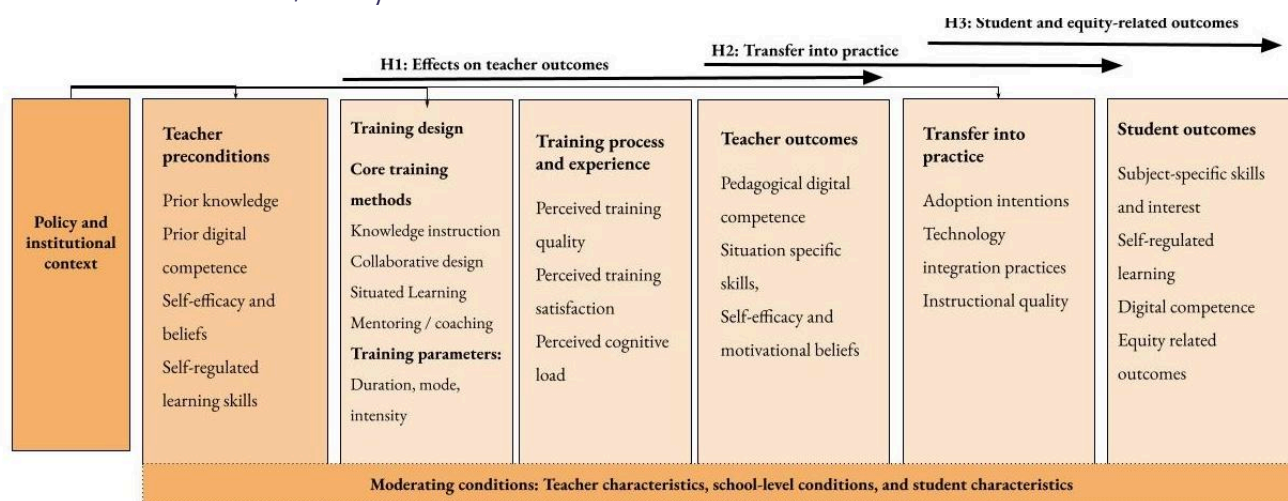 H3: Student and equity-related outcomes
H2: Transfer into practice
H1: Effects on teacher outcomes
Policy and
institutional
context
Teacher
preconditions
Prior knowledge
Prior digital
competence
Self-efficacy and
beliefs
Self-regulated
learning skills
Training design
Core training
methods
Knowledge instruction
Collaborative design
Situated Learning
Mentoring / coaching
Training parameters:
Duration, mode,
intensity
Training process
and experience
Perceived training
quality
Perceived training
satisfaction
Perceived cognitive
load
Teacher outcomes
Pedagogical digital
competence
Situation specific
skills,
Self-efficacy and
motivational beliefs
Transfer into
practice
Adoption intentions
Technology
integration practices
Instructional quality
Student outcomes
Subject-specific skills
and interest
Self-regulated
learning
Digital competence
Equity related
outcomes
Moderating conditions: Teacher characteristics, school-level conditions, and student characteristics